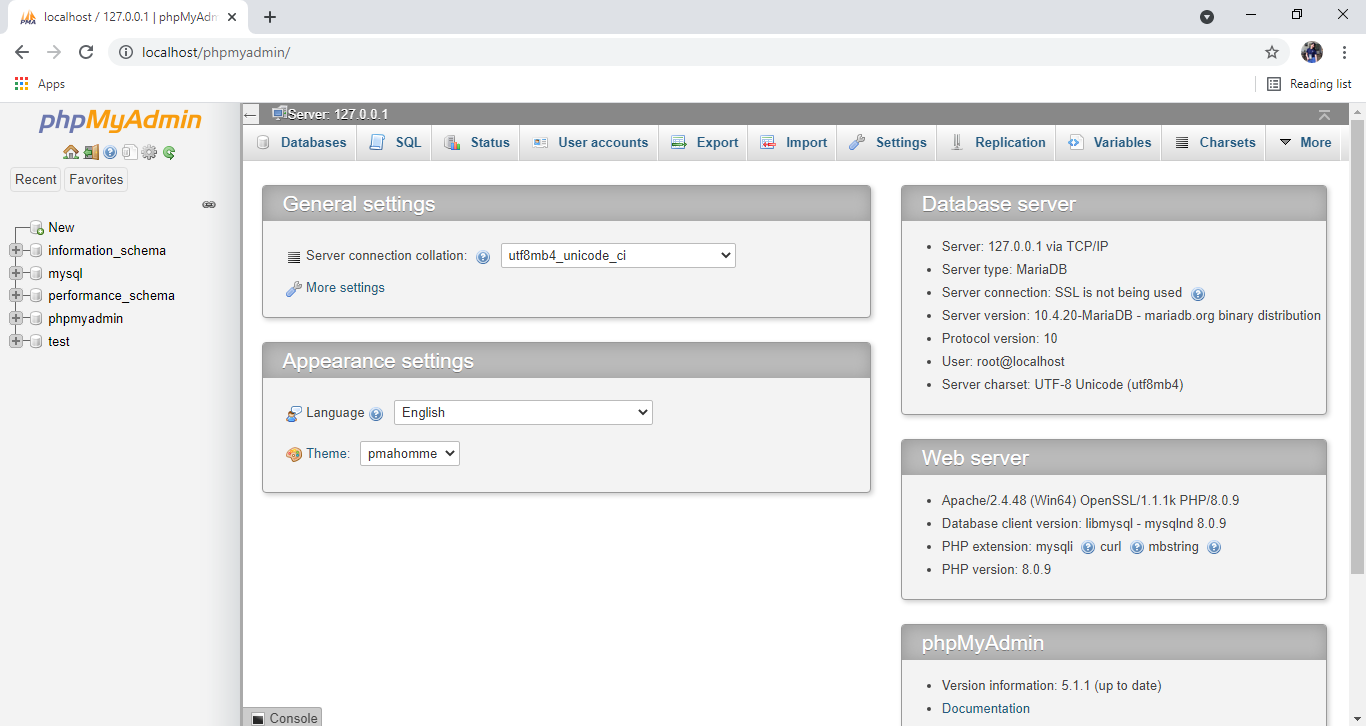 localhost / 127.0.0.1 | phpMyAdm
localhost/phpmyadmin/
Apps
Reading list
phpMyAdmin
Recent
Favorites
New
information_schema
mysql
performance_schema
phpmyadmin
test
Server: 127.0.0.1
Databases
SQL
Status
User accounts
Export
Import
Settings
Replication
Variables
Charsets
More
General settings
Server connection collation:
utf8mb4_unicode_ci
More settings
Appearance settings
Language
English
Theme:
pmahomme
Database server
Server: 127.0.0.1 via TCP/IP
Server type: MariaDB
Server connection: SSL is not being used
Server version: 10.4.20-MariaDB - mariadb.org binary distribution
Protocol version: 10
User: root@localhost
Server charset: UTF-8 Unicode (utf8mb4)
Web server
Apache/2.4.48 (Win64) OpenSSL/1.1.1k PHP/8.0.9
Database client version: libmysql - mysqlnd 8.0.9
PHP extension: mysqli curl mbstring
PHP version: 8.0.9
phpMyAdmin
Version information: 5.1.1 (up to date)
Documentation
Console